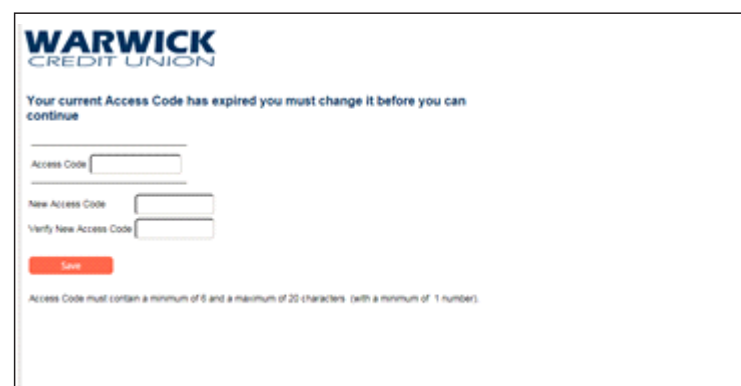 WARWICK
CREDIT UNION
Your current Access Code has expired you must change it before you can
continue
Access Code
New Access Code
Verify New Access Code
Save
Access Code must contain a minimum of 6 and a maximum of 20 characters (with a minimum of 1 number).